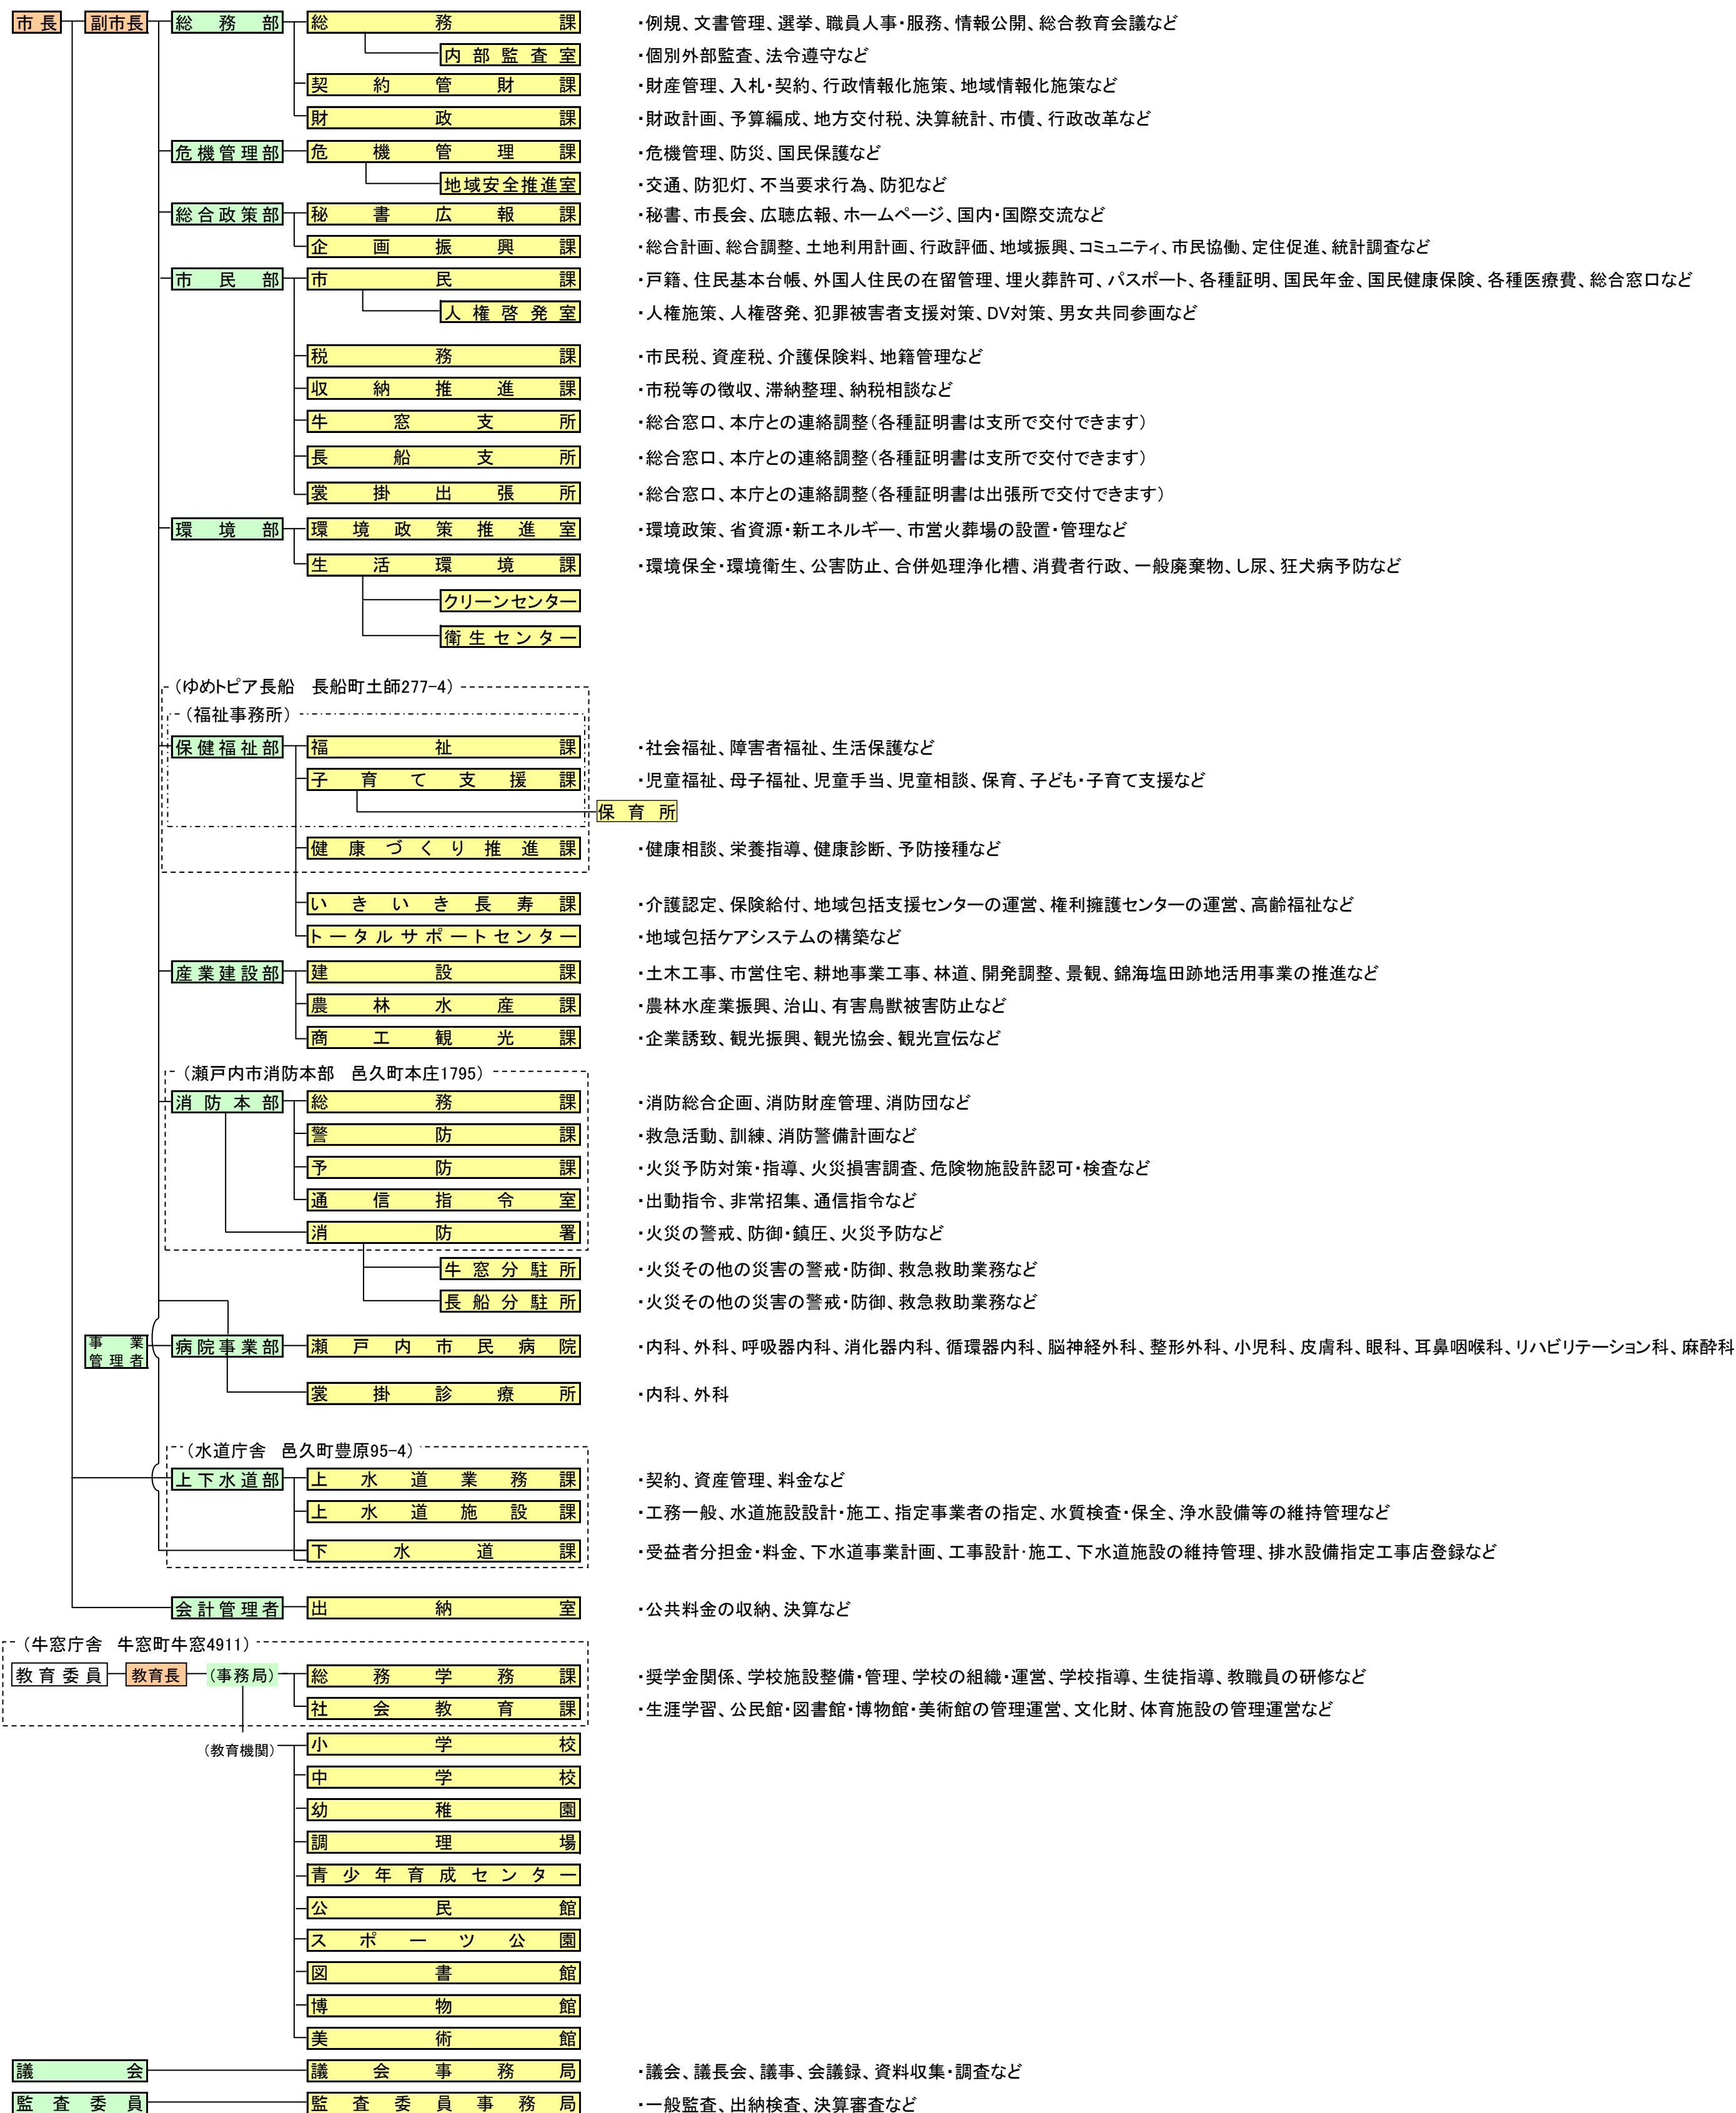 市長 副市長 総務部 総務課 ・例規、文書管理、選挙、職員人事・服務、情報公開、総合教育会議など
内部監査室 ・個別外部監査、法令遵守など
契約管財課 ・財産管理、入札・契約、行政情報化施策、地域情報化施策など
財政課 ・財政計画、予算編成、地方交付税、決算統計、市債、行政改革など
危機管理部 危機管理課 ・危機管理、防災、国民保護など
地域安全推進室 ・交通、防犯灯、不当要求行為、防犯など
総合政策部 秘書広報課 ・秘書、市長会、広聴広報、ホームページ、国内・国際交流など
企画振興課 ・総合計画、総合調整、土地利用計画、行政評価、地域振興、コミュニティ、市民協働、定住促進、統計調査など
市民部 市民課 ・戸籍、住民基本台帳、外国人住民の在留管理、埋火葬許可、パスポート、各種証明、国民年金、国民健康保険、各種医療費、総合窓口など
人権啓発室 ・人権施策、人権啓発、犯罪被害者支援対策、DV対策、男女共同参画など
税務課 ・市民税、資産税、介護保険料、地籍管理など
収納推進課 ・市税等の徴収、滞納整理、納税相談など
牛窓支所 ・総合窓口、本庁との連絡調整(各種証明書は支所で交付できます)
長船支所 ・総合窓口、本庁との連絡調整(各種証明書は支所で交付できます)
裳掛出張所 ・総合窓口、本庁との連絡調整(各種証明書は出張所で交付できます)
環境部 環境政策推進室 ・環境政策、省資源・新エネルギー、市営火葬場の設置・管理など
生活環境課 ・環境保全・環境衛生、公害防止、合併処理浄化槽、消費者行政、一般廃棄物、し尿、狂犬病予防など
クリーンセンター
衛生センター
(ゆめトピア長船 長船町土師277-4)
(福祉事務所)
保健福祉部 福祉課 ・社会福祉、障害者福祉、生活保護など
子育て支援課 ・児童福祉、母子福祉、児童手当、児童相談、保育、子ども・子育て支援など
保育所
健康づくり推進課 ・健康相談、栄養指導、健康診断、予防接種など
いきいき長寿課 ・介護認定、保険給付、地域包括支援センターの運営、権利擁護センターの運営、高齢福祉など
トータルサポートセンター ・地域包括ケアシステムの構築など
産業建設部 建設課 ・土木工事、市営住宅、耕地事業工事、林道、開発調整、景観、錦海塩田跡地活用事業の推進など
農林水産課 ・農林水産業振興、治山、有害鳥獣被害防止など
商工観光課 ・企業誘致、観光振興、観光協会、観光宣伝など
(瀬戸内市消防本部 邑久町本庄1795)
消防本部 総務課 ・消防総合企画、消防財産管理、消防団など
警防課 ・救急活動、訓練、消防警備計画など
予防課 ・火災予防対策・指導、火災損害調査、危険物施設許認可・検査など
通信指令室 ・出動指令、非常招集、通信指令など
消防署 ・火災の警戒、防御・鎮圧、火災予防など
牛窓分駐所 ・火災その他の災害の警戒・防御、救急救助業務など
長船分駐所 ・火災その他の災害の警戒・防御、救急救助業務など
事業管理者 病院事業部 瀬戸内市民病院 ・内科、外科、呼吸器内科、消化器内科、循環器内科、脳神経外科、整形外科、小児科、皮膚科、眼科、耳鼻咽喉科、リハビリテーション科、麻酔科
裳掛診療所 ・内科、外科
(水道庁舎 邑久町豊原95-4)
上下水道部 上水道業務課 ・契約、資産管理、料金など
上水道施設課 ・工務一般、水道施設設計・施工、指定事業者の指定、水質検査・保全、浄水設備等の維持管理など
下水道課 ・受益者分担金・料金、下水道事業計画、工事設計・施工、下水道施設の維持管理、排水設備指定工事店登録など
会計管理者 出納室 ・公共料金の収納、決算など
(牛窓庁舎 牛窓町牛窓4911)
教育委員 教育長 (事務局) 総務学務課 ・奨学金関係、学校施設整備・管理、学校の組織・運営、学校指導、生徒指導、教職員の研修など
社会教育課 ・生涯学習、公民館・図書館・博物館・美術館の管理運営、文化財、体育施設の管理運営など
(教育機関) 小学校
中学校
幼稚園
調理場
青少年育成センター
公民館
スポーツ公園
図書館
博物館
美術館
議会 議会事務局 ・議会、議長会、議事、会議録、資料収集・調査など
監査委員 監査委員事務局 ・一般監査、出納検査、決算審査など